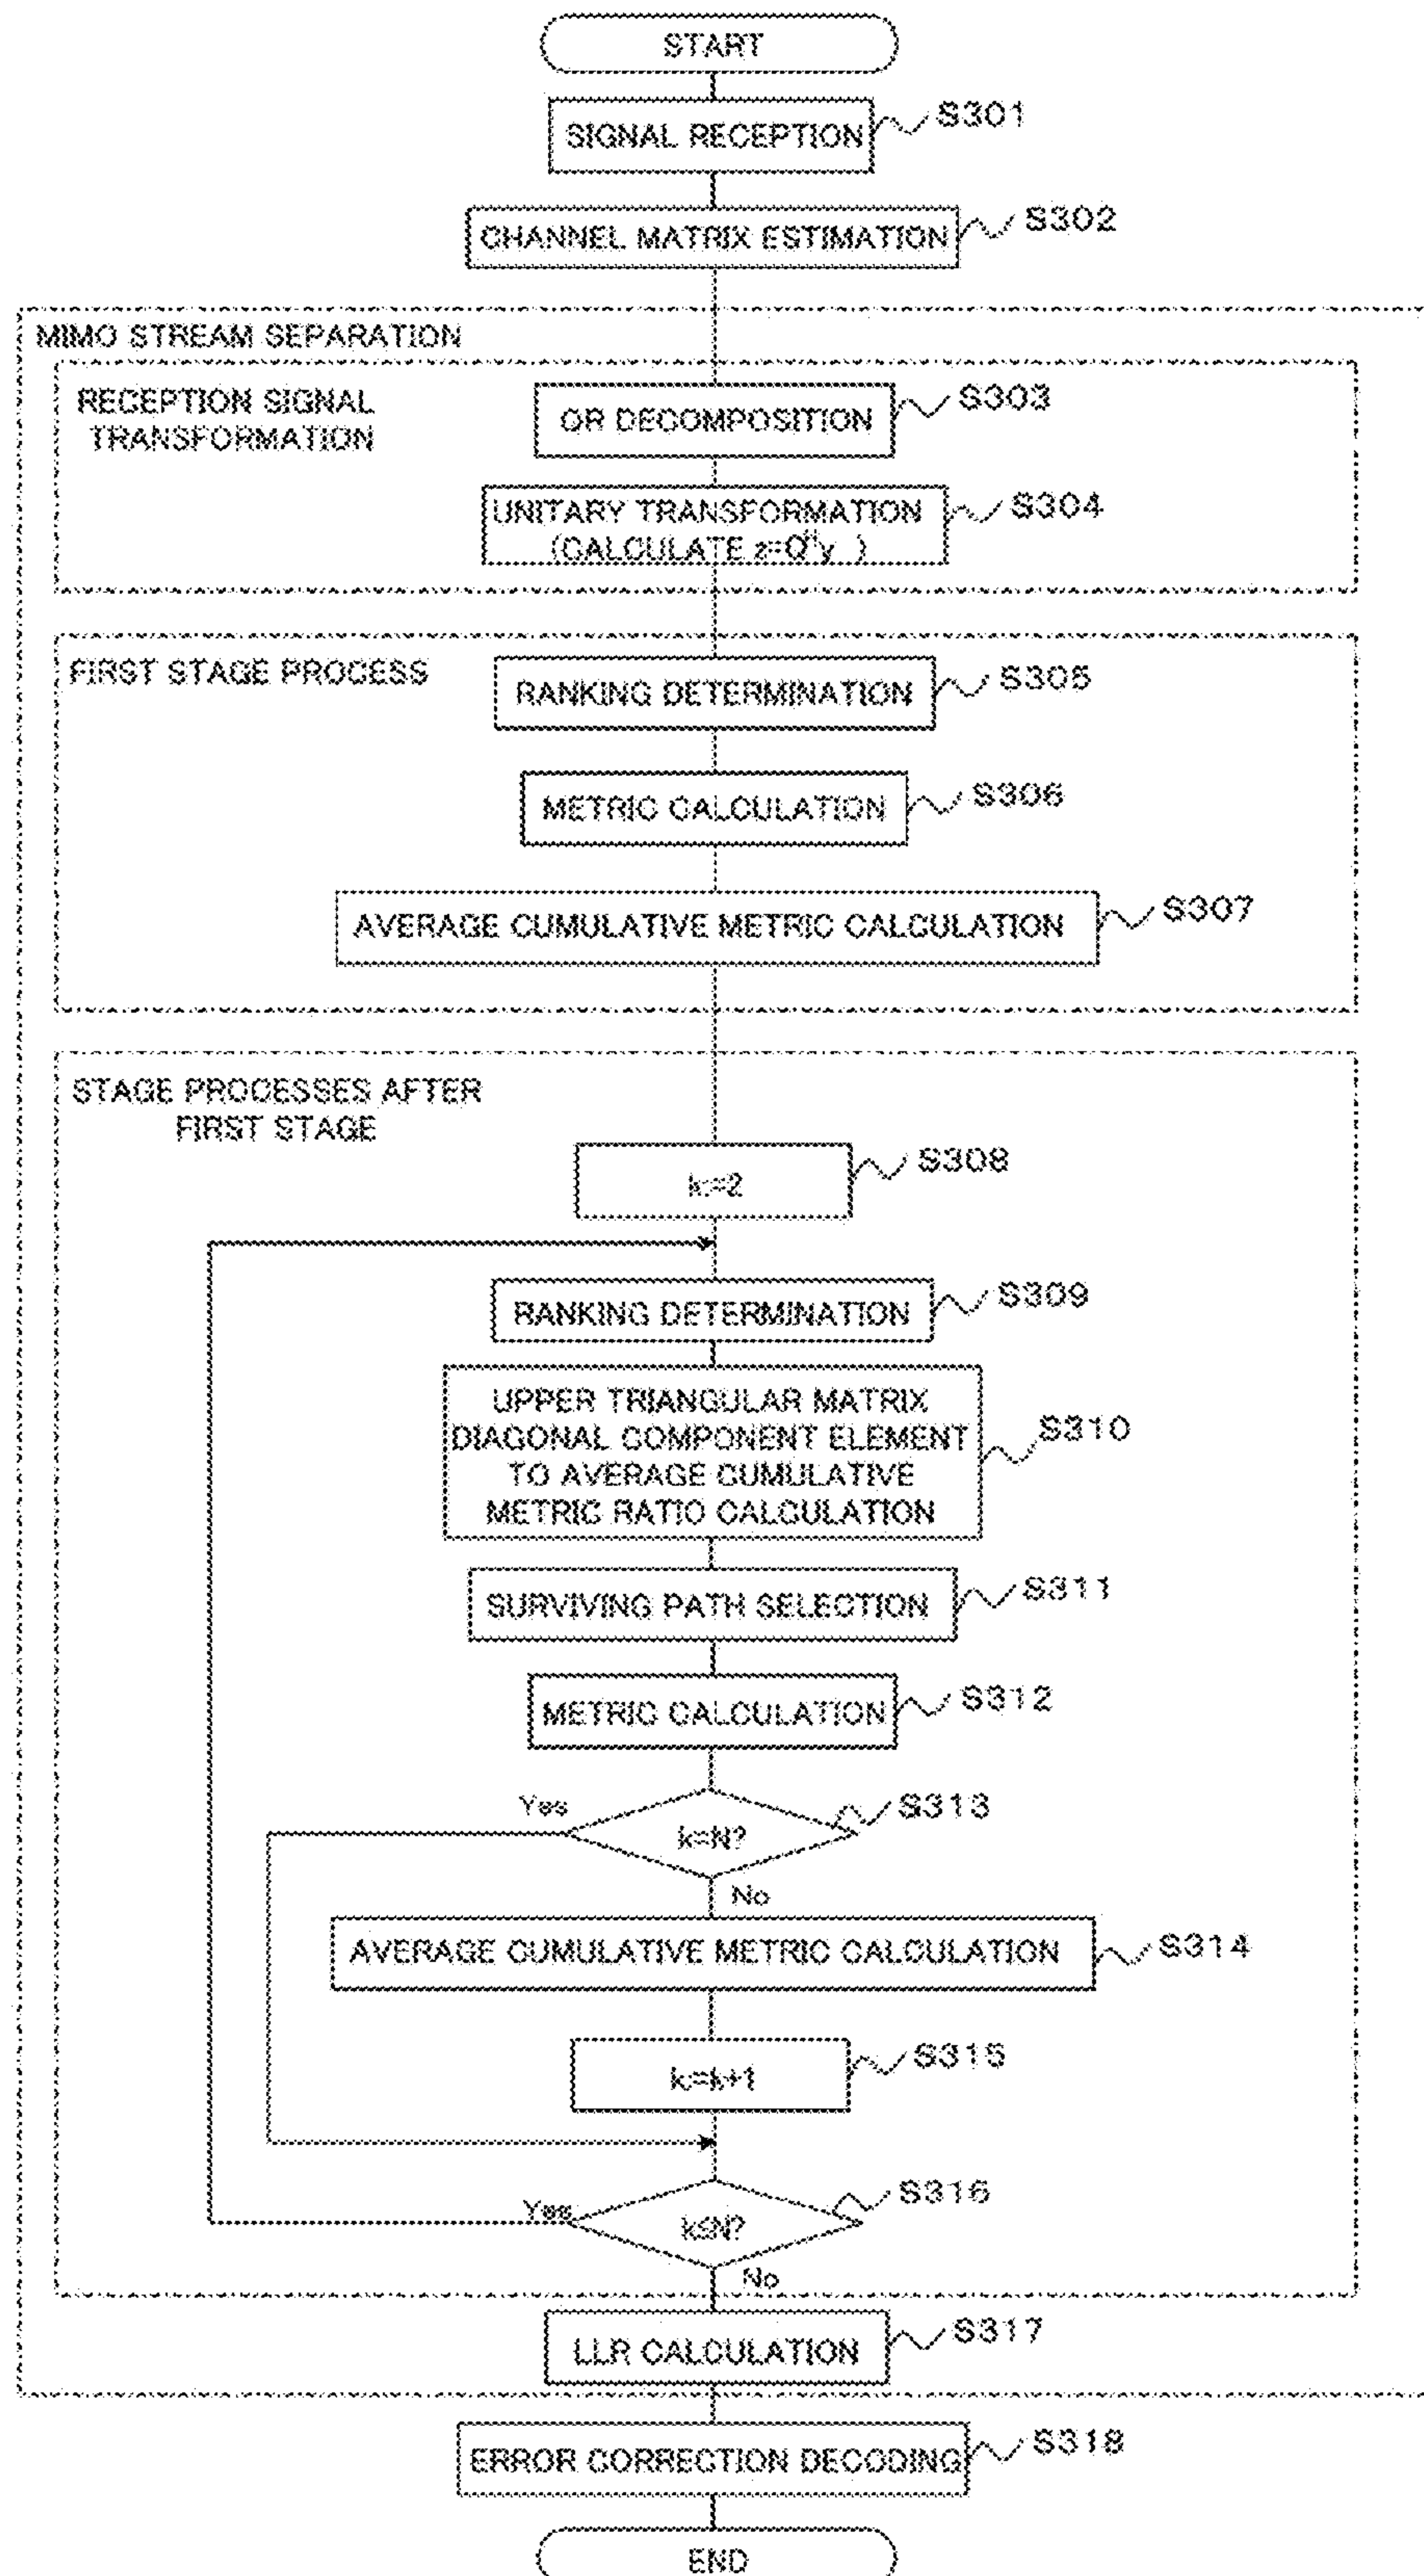 START
SIGNAL RECEPTION
S301
CHANNEL MATRIX ESTIMATION
S302
MIMO STREAM SEPARATION
RECEPTION SIGNAL
TRANSFORMATION
QR DECOMPOSITION
S303
UNITARY TRANSFORMATION
(CALCULATE z=Qᴴy )
S304
FIRST STAGE PROCESS
RANKING DETERMINATION
S305
METRIC CALCULATION
S306
AVERAGE CUMULATIVE METRIC CALCULATION
S307
STAGE PROCESSES AFTER
FIRST STAGE
k:=2
S308
RANKING DETERMINATION
S309
UPPER TRIANGULAR MATRIX
DIAGONAL COMPONENT ELEMENT
TO AVERAGE CUMULATIVE
METRIC RATIO CALCULATION
S310
SURVIVING PATH SELECTION
S311
METRIC CALCULATION
S312
Yes
k=N?
S313
No
AVERAGE CUMULATIVE METRIC CALCULATION
S314
k:=k+1
S315
Yes
k≤N?
S316
No
LLR CALCULATION
S317
ERROR CORRECTION DECODING
S318
END